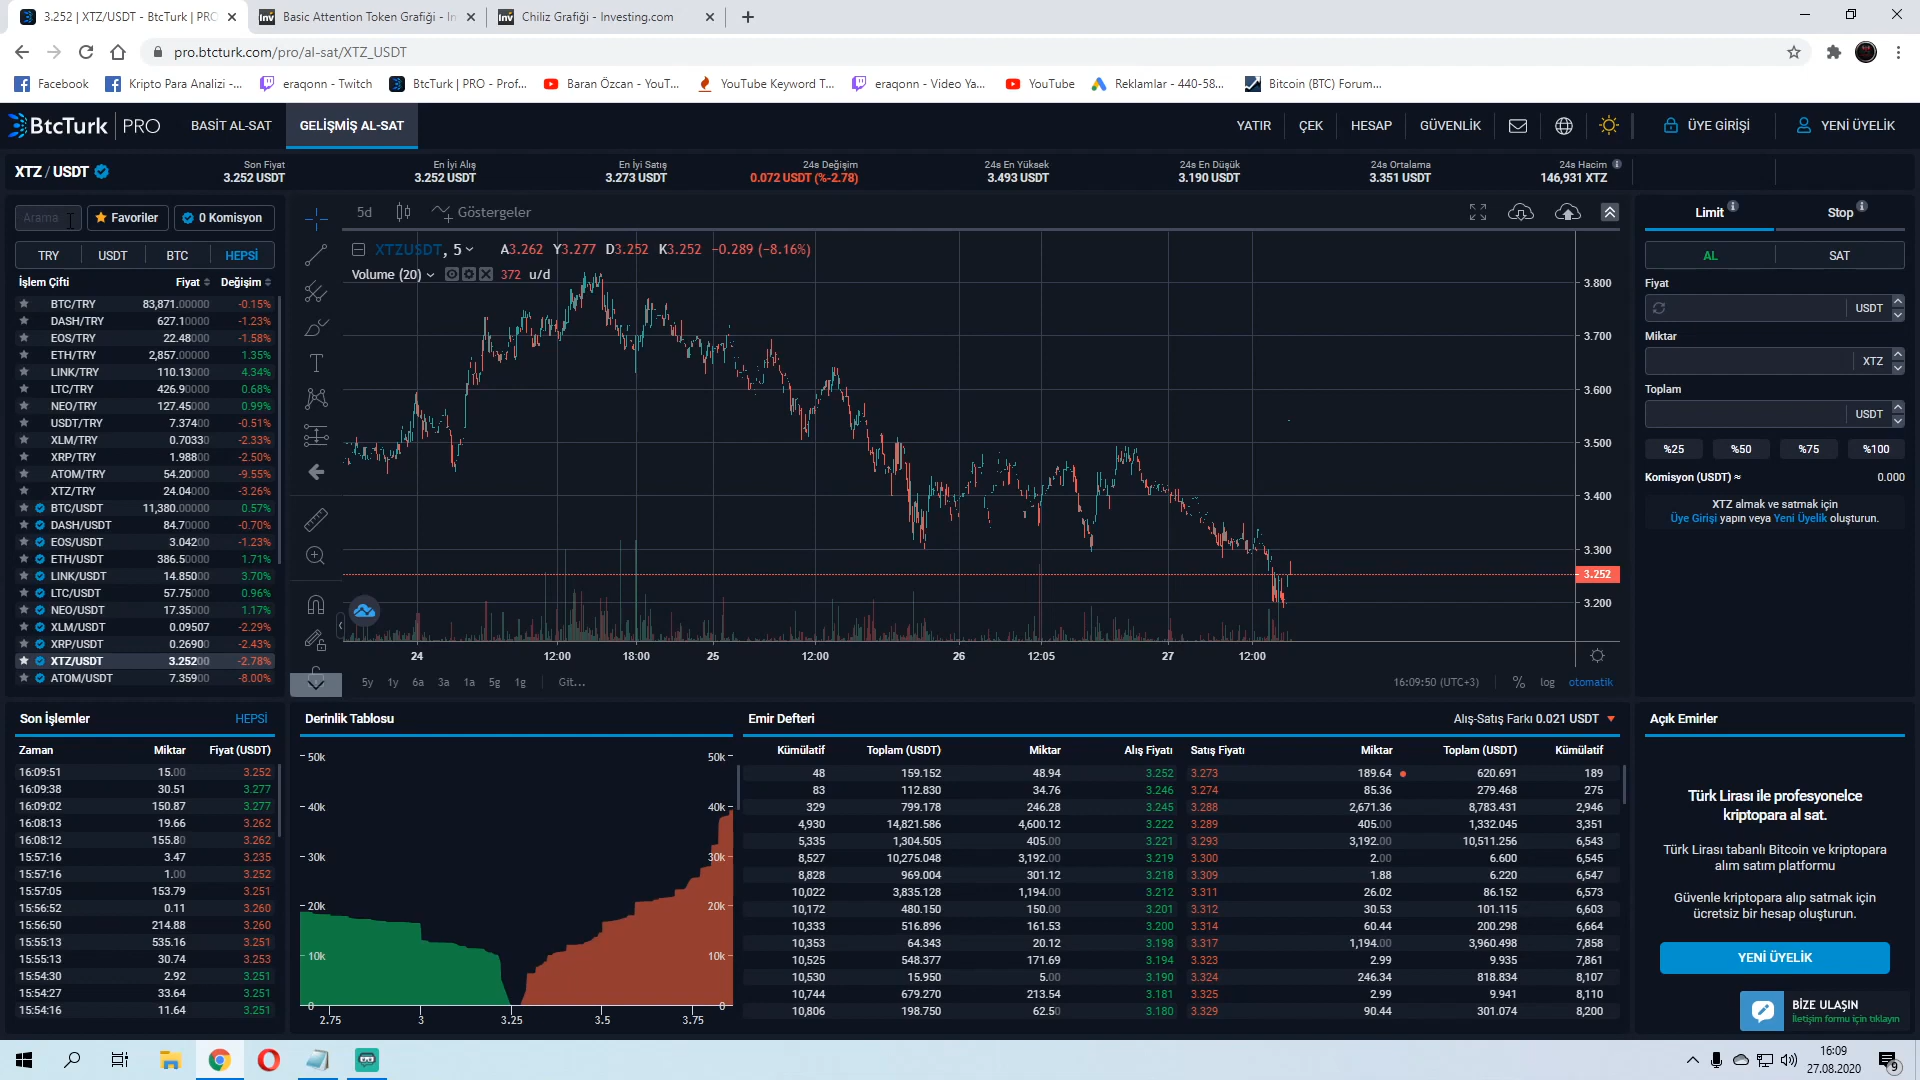 3.252 | XTZ/USDT - BtcTurk | PRO
Basic Attention Token Grafiği - In
Chiliz Grafiği - Investing.com
pro.btcturk.com/pro/al-sat/XTZ_USDT
Facebook
Kripto Para Analizi -...
eraqonn - Twitch
BtcTurk | PRO - Prof...
Baran Özcan - YouT...
YouTube Keyword T...
eraqonn - Video Ya...
YouTube
Reklamlar - 440-58...
Bitcoin (BTC) Forum...
BtcTurk | PRO
BASİT AL-SAT
GELİŞMİŞ AL-SAT
YATIR
ÇEK
HESAP
GÜVENLİK
ÜYE GİRİŞİ
YENİ ÜYELİK
XTZ / USDT
Son Fiyat
3.252 USDT
En İyi Alış
3.252 USDT
En İyi Satış
3.273 USDT
24s Değişim
0.072 USDT (%-2.78)
24s En Yüksek
3.493 USDT
24s En Düşük
3.190 USDT
24s Ortalama
3.351 USDT
24s Hacim
146,931 XTZ
Arama
Favoriler
0 Komisyon
TRY USDT BTC HEPSİ
İşlem Çifti Fiyat Değişim
BTC/TRY 83,871.00000 -0.15%
DASH/TRY 627.10000 -1.23%
EOS/TRY 22.48000 -1.58%
ETH/TRY 2,857.00000 1.35%
LINK/TRY 110.13000 4.34%
LTC/TRY 426.90000 0.68%
NEO/TRY 127.45000 0.99%
USDT/TRY 7.37400 -0.51%
XLM/TRY 0.70330 -2.33%
XRP/TRY 1.98800 -2.50%
ATOM/TRY 54.20000 -9.55%
XTZ/TRY 24.04000 -3.26%
BTC/USDT 11,380.00000 0.57%
DASH/USDT 84.70000 -0.70%
EOS/USDT 3.04200 -1.23%
ETH/USDT 386.50000 1.71%
LINK/USDT 14.85000 3.70%
LTC/USDT 57.75000 0.96%
NEO/USDT 17.35000 1.17%
XLM/USDT 0.09507 -2.29%
XRP/USDT 0.26900 -2.43%
XTZ/USDT 3.25200 -2.78%
ATOM/USDT 7.35900 -8.00%
5d
Göstergeler
XTZUSDT, 5 A3.262 Y3.277 D3.252 K3.252 −0.289 (−8.16%)
Volume (20) 372 u/d
3.800
3.700
3.600
3.500
3.400
3.300
3.252
3.200
24 12:00 18:00 25 12:00 26 12:05 27 12:00
5y 1y 6a 3a 1a 5g 1g Git...
16:09:50 (UTC+3) % log otomatik
Limit
Stop
AL
SAT
Fiyat
USDT
Miktar
XTZ
Toplam
USDT
%25 %50 %75 %100
Komisyon (USDT) ≈ 0.000
XTZ almak ve satmak için
Üye Girişi yapın veya Yeni Üyelik oluşturun.
Son İşlemler HEPSİ
Zaman Miktar Fiyat (USDT)
16:09:51 15.00 3.252
16:09:38 30.51 3.277
16:09:02 150.87 3.277
16:08:13 19.66 3.262
16:08:12 155.80 3.262
15:57:16 3.47 3.235
15:57:16 1.00 3.252
15:57:05 153.79 3.251
15:56:52 0.11 3.260
15:56:50 214.88 3.260
15:55:13 535.16 3.251
15:55:13 30.74 3.253
15:54:30 2.92 3.251
15:54:27 33.64 3.251
15:54:16 11.64 3.251
Derinlik Tablosu
50k 50k
40k 40k
30k 30k
20k 20k
10k 10k
0 0
2.75 3 3.25 3.5 3.75
Emir Defteri
Alış-Satış Farkı 0.021 USDT
Kümülatif Toplam (USDT) Miktar Alış Fiyatı Satış Fiyatı Miktar Toplam (USDT) Kümülatif
48 159.152 48.94 3.252 3.273 189.64 620.691 189
83 112.830 34.76 3.246 3.274 85.36 279.468 275
329 799.178 246.28 3.245 3.288 2,671.36 8,783.431 2,946
4,930 14,821.586 4,600.12 3.222 3.289 405.00 1,332.045 3,351
5,335 1,304.505 405.00 3.221 3.293 3,192.00 10,511.256 6,543
8,527 10,275.048 3,192.00 3.219 3.300 2.00 6.600 6,545
8,828 969.004 301.12 3.218 3.309 1.88 6.220 6,547
10,022 3,835.128 1,194.00 3.212 3.311 26.02 86.152 6,573
10,172 480.150 150.00 3.201 3.312 30.53 101.115 6,603
10,333 516.896 161.53 3.200 3.314 60.44 200.298 6,664
10,353 64.343 20.12 3.198 3.317 1,194.00 3,960.498 7,858
10,525 548.377 171.69 3.194 3.323 2.99 9.935 7,861
10,530 15.950 5.00 3.190 3.324 246.34 818.834 8,107
10,744 679.270 213.54 3.181 3.325 2.99 9.941 8,110
10,806 198.750 62.50 3.180 3.329 90.44 301.074 8,200
Açık Emirler
Türk Lirası ile profesyonelce
kriptopara al sat.
Türk Lirası tabanlı Bitcoin ve kriptopara
alım satım platformu
Güvenle kriptopara alıp satmak için
ücretsiz bir hesap oluşturun.
YENİ ÜYELİK
BİZE ULAŞIN
İletişim formu için tıklayın
16:09
27.08.2020
9